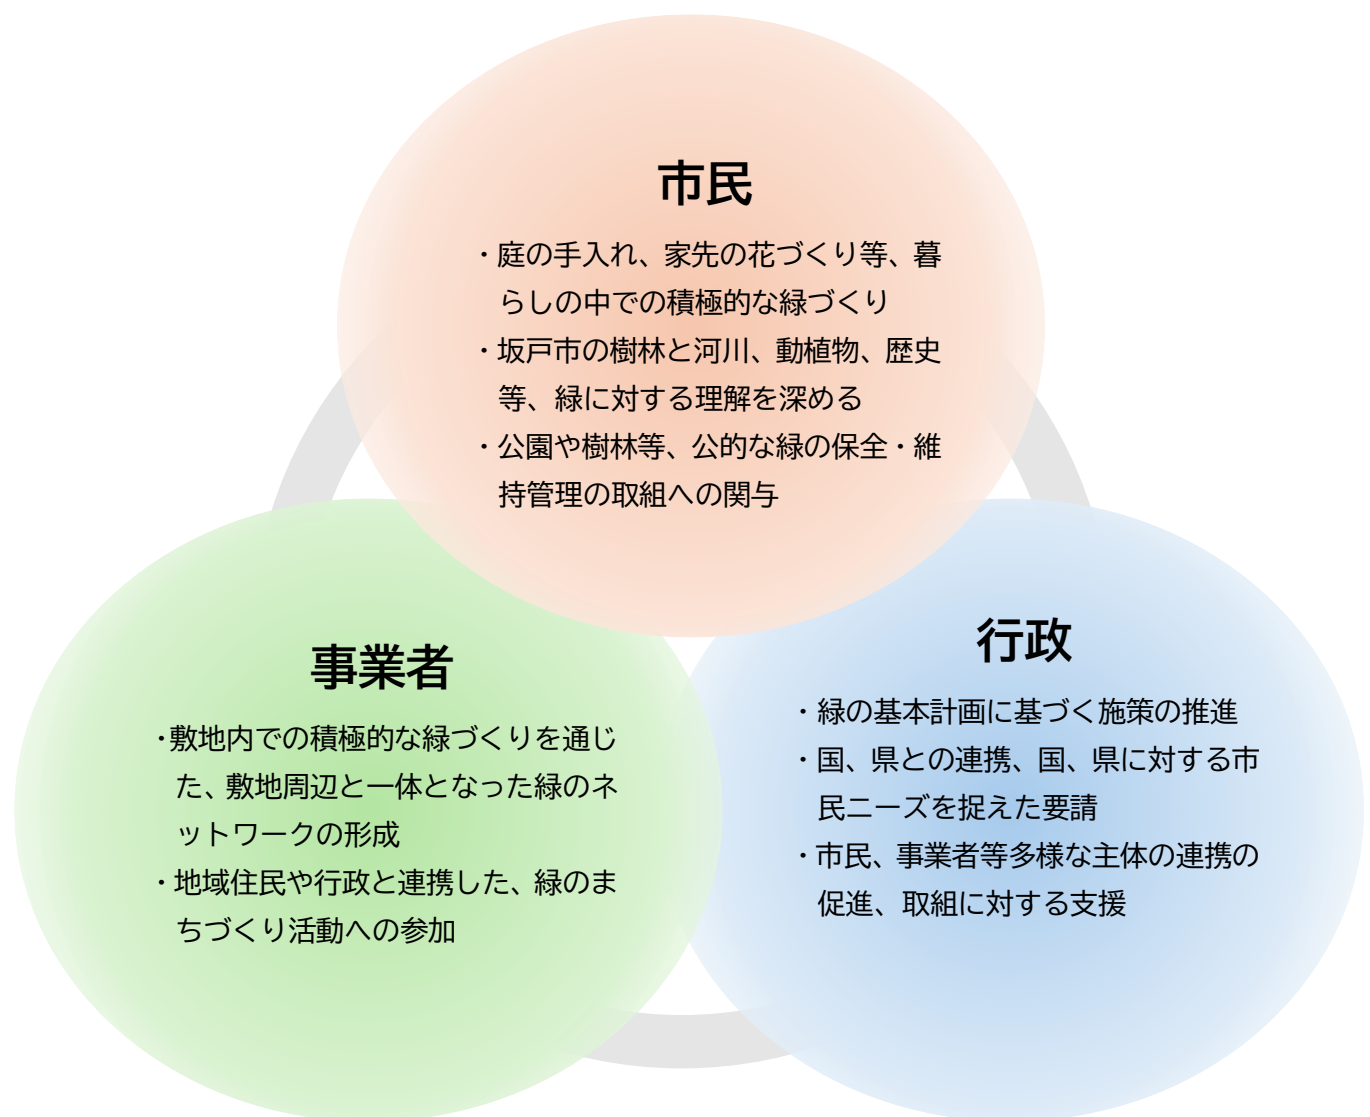 市民
・庭の手入れ、家先の花づくり等、暮
らしの中での積極的な緑づくり
・坂戸市の樹林と河川、動植物、歴史
等、緑に対する理解を深める
・公園や樹林等、公的な緑の保全・維
持管理の取組への関与
事業者
・敷地内での積極的な緑づくりを通じ
た、敷地周辺と一体となった緑のネ
ットワークの形成
・地域住民や行政と連携した、緑のま
ちづくり活動への参加
行政
・緑の基本計画に基づく施策の推進
・国、県との連携、国、県に対する市
民ニーズを捉えた要請
・市民、事業者等多様な主体の連携の
促進、取組に対する支援